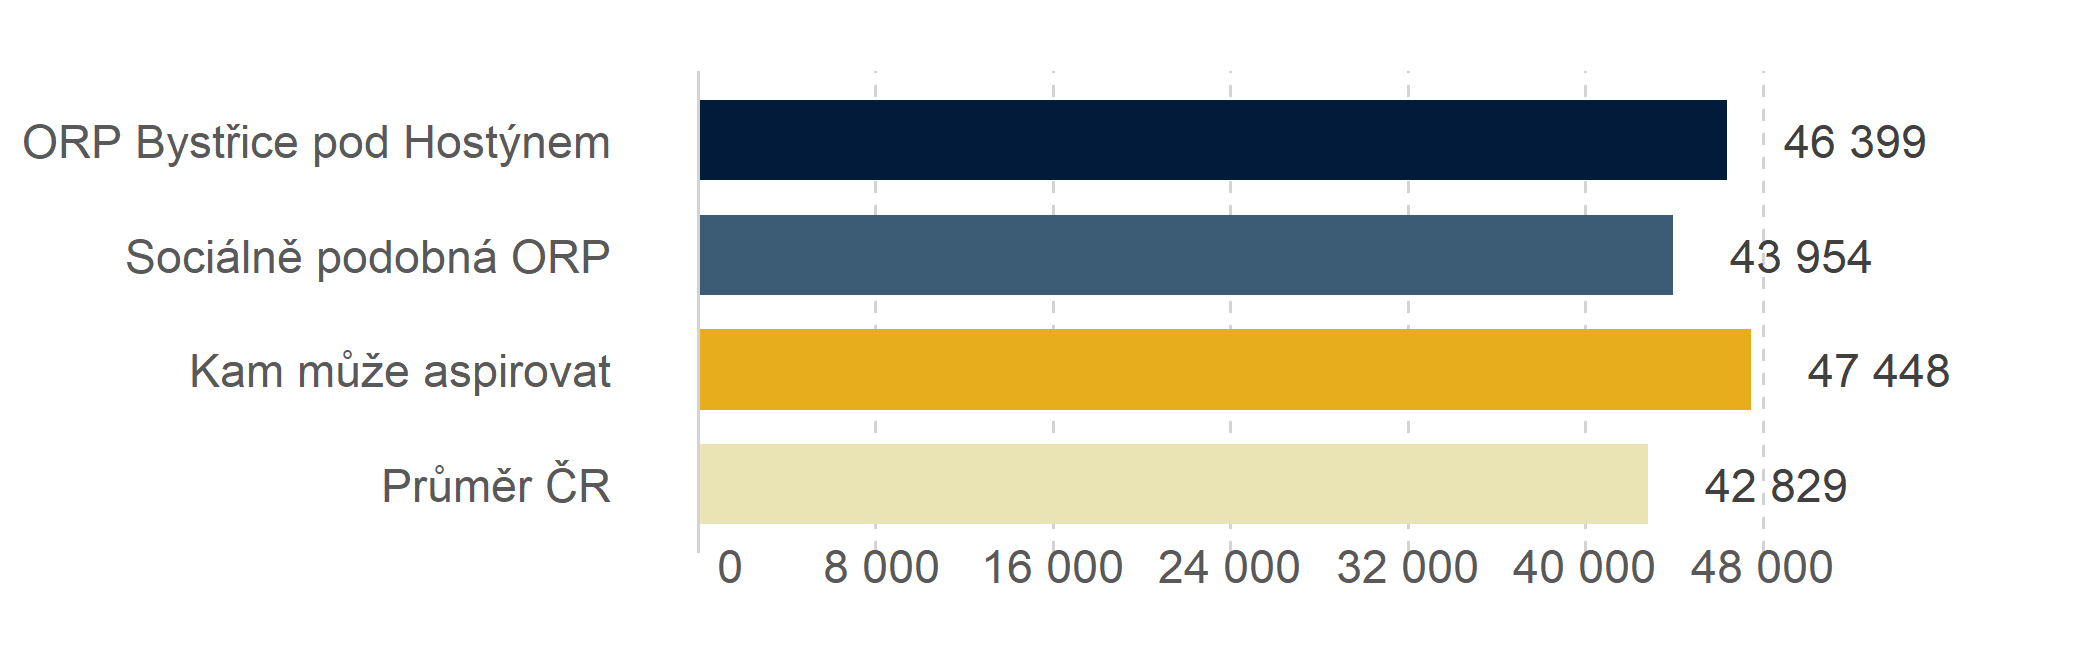 ORP Bystřice pod Hostýnem 46 399
Sociálně podobná ORP 43 954
Kam může aspirovat 47 448
Průměr ČR 42 829
0 8 000 16 000 24 000 32 000 40 000 48 000